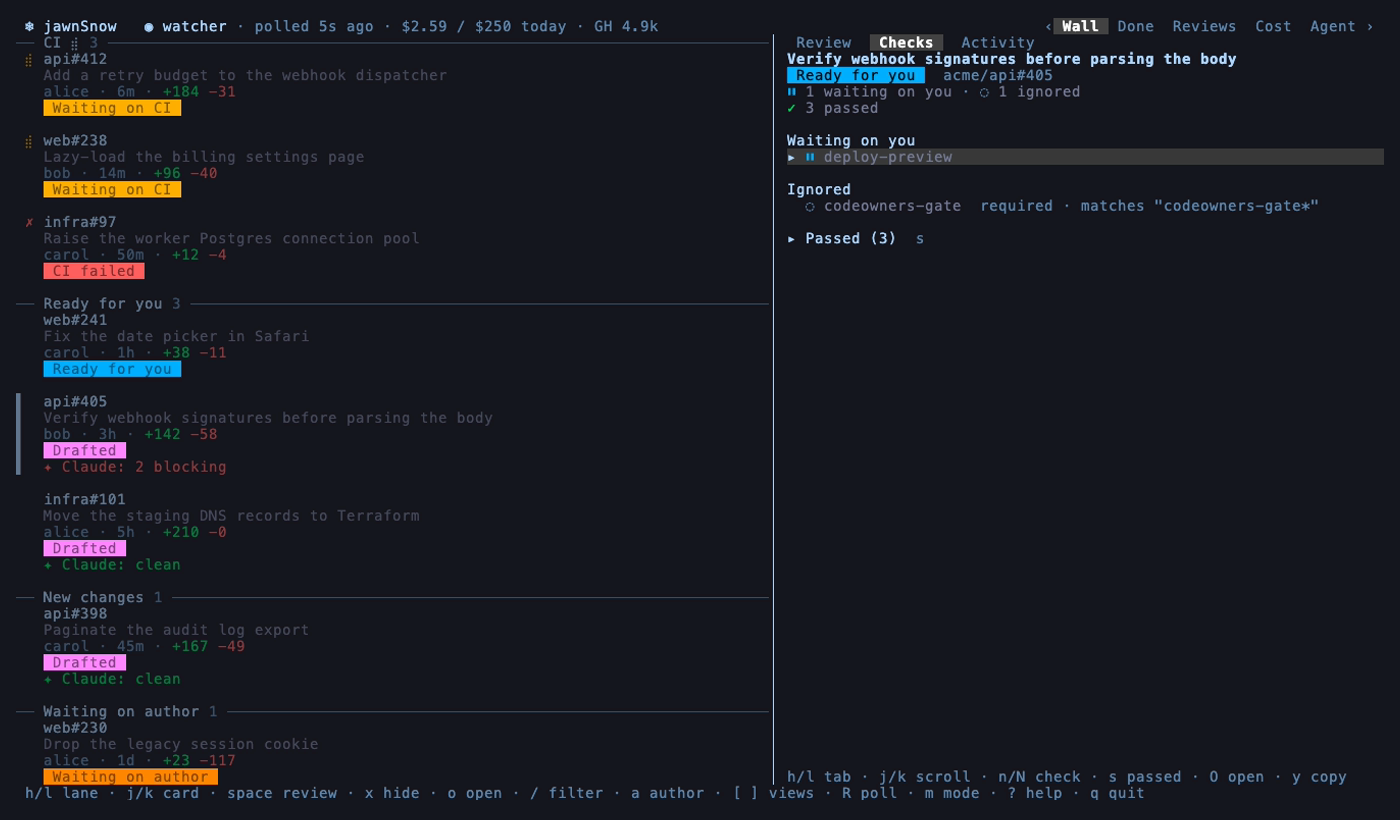 ❄ jawnSnow ◉ watcher · polled 5s ago · $2.59 / $250 today · GH 4.9k
‹ Wall Done Reviews Cost Agent ›
CI ⣾ 3
api#412
Add a retry budget to the webhook dispatcher
alice · 6m · +184 −31
Waiting on CI
web#238
Lazy-load the billing settings page
bob · 14m · +96 −40
Waiting on CI
✗ infra#97
Raise the worker Postgres connection pool
carol · 50m · +12 −4
CI failed
Ready for you 3
web#241
Fix the date picker in Safari
carol · 1h · +38 −11
Ready for you
api#405
Verify webhook signatures before parsing the body
bob · 3h · +142 −58
Drafted
✦ Claude: 2 blocking
infra#101
Move the staging DNS records to Terraform
alice · 5h · +210 −0
Drafted
✦ Claude: clean
New changes 1
api#398
Paginate the audit log export
carol · 45m · +167 −49
Drafted
✦ Claude: clean
Waiting on author 1
web#230
Drop the legacy session cookie
alice · 1d · +23 −117
Waiting on author
Review Checks Activity
Verify webhook signatures before parsing the body
Ready for you acme/api#405
⏸ 1 waiting on you · ◌ 1 ignored
✓ 3 passed
Waiting on you
▸ ⏸ deploy-preview
Ignored
◌ codeowners-gate required · matches "codeowners-gate*"
▸ Passed (3) s
h/l tab · j/k scroll · n/N check · s passed · O open · y copy
h/l lane · j/k card · space review · x hide · o open · / filter · a author · [ ] views · R poll · m mode · ? help · q quit